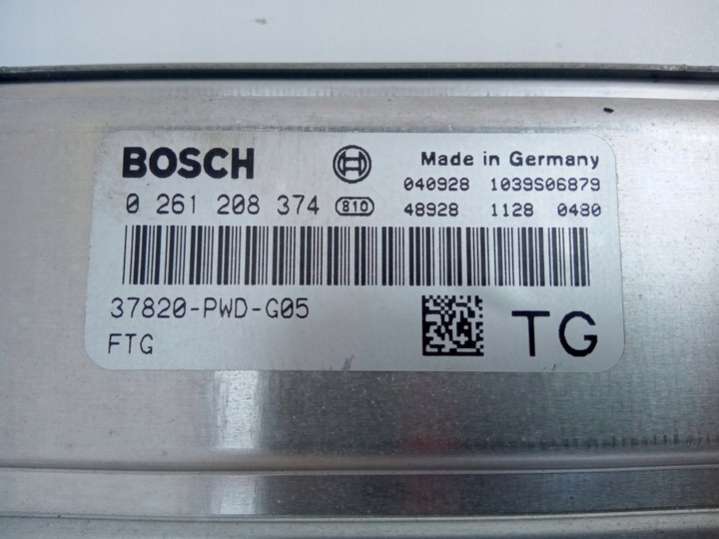 BOSCH Made in Germany
040928 1039S06879
0 261 208 374 810 48928 1128 0480
37820-PWD-G05
FTG
TG